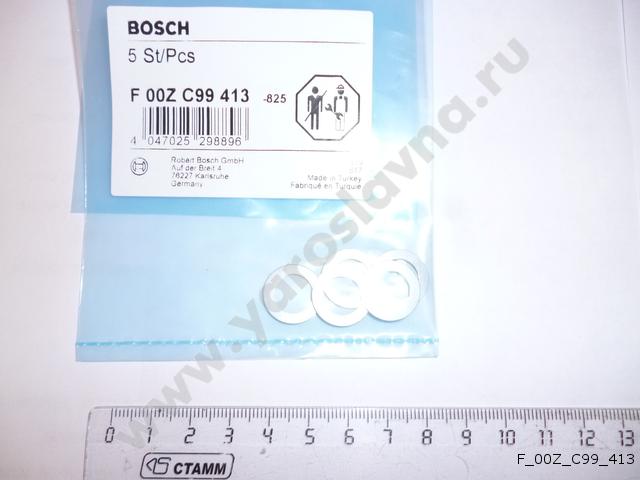 BOSCH
5 St/Pcs
F 00Z C99 413 -825
4 047025 298896
Robert Bosch GmbH
Auf der Breit 4
76227 Karlsruhe
Germany
Made in Turkey
Fabriqué en Turquie
www.yaroslavna.ru
0 1 2 3 4 5 6 7 8 9 10 11 12 13
СТАММ
F_00Z_C99_413